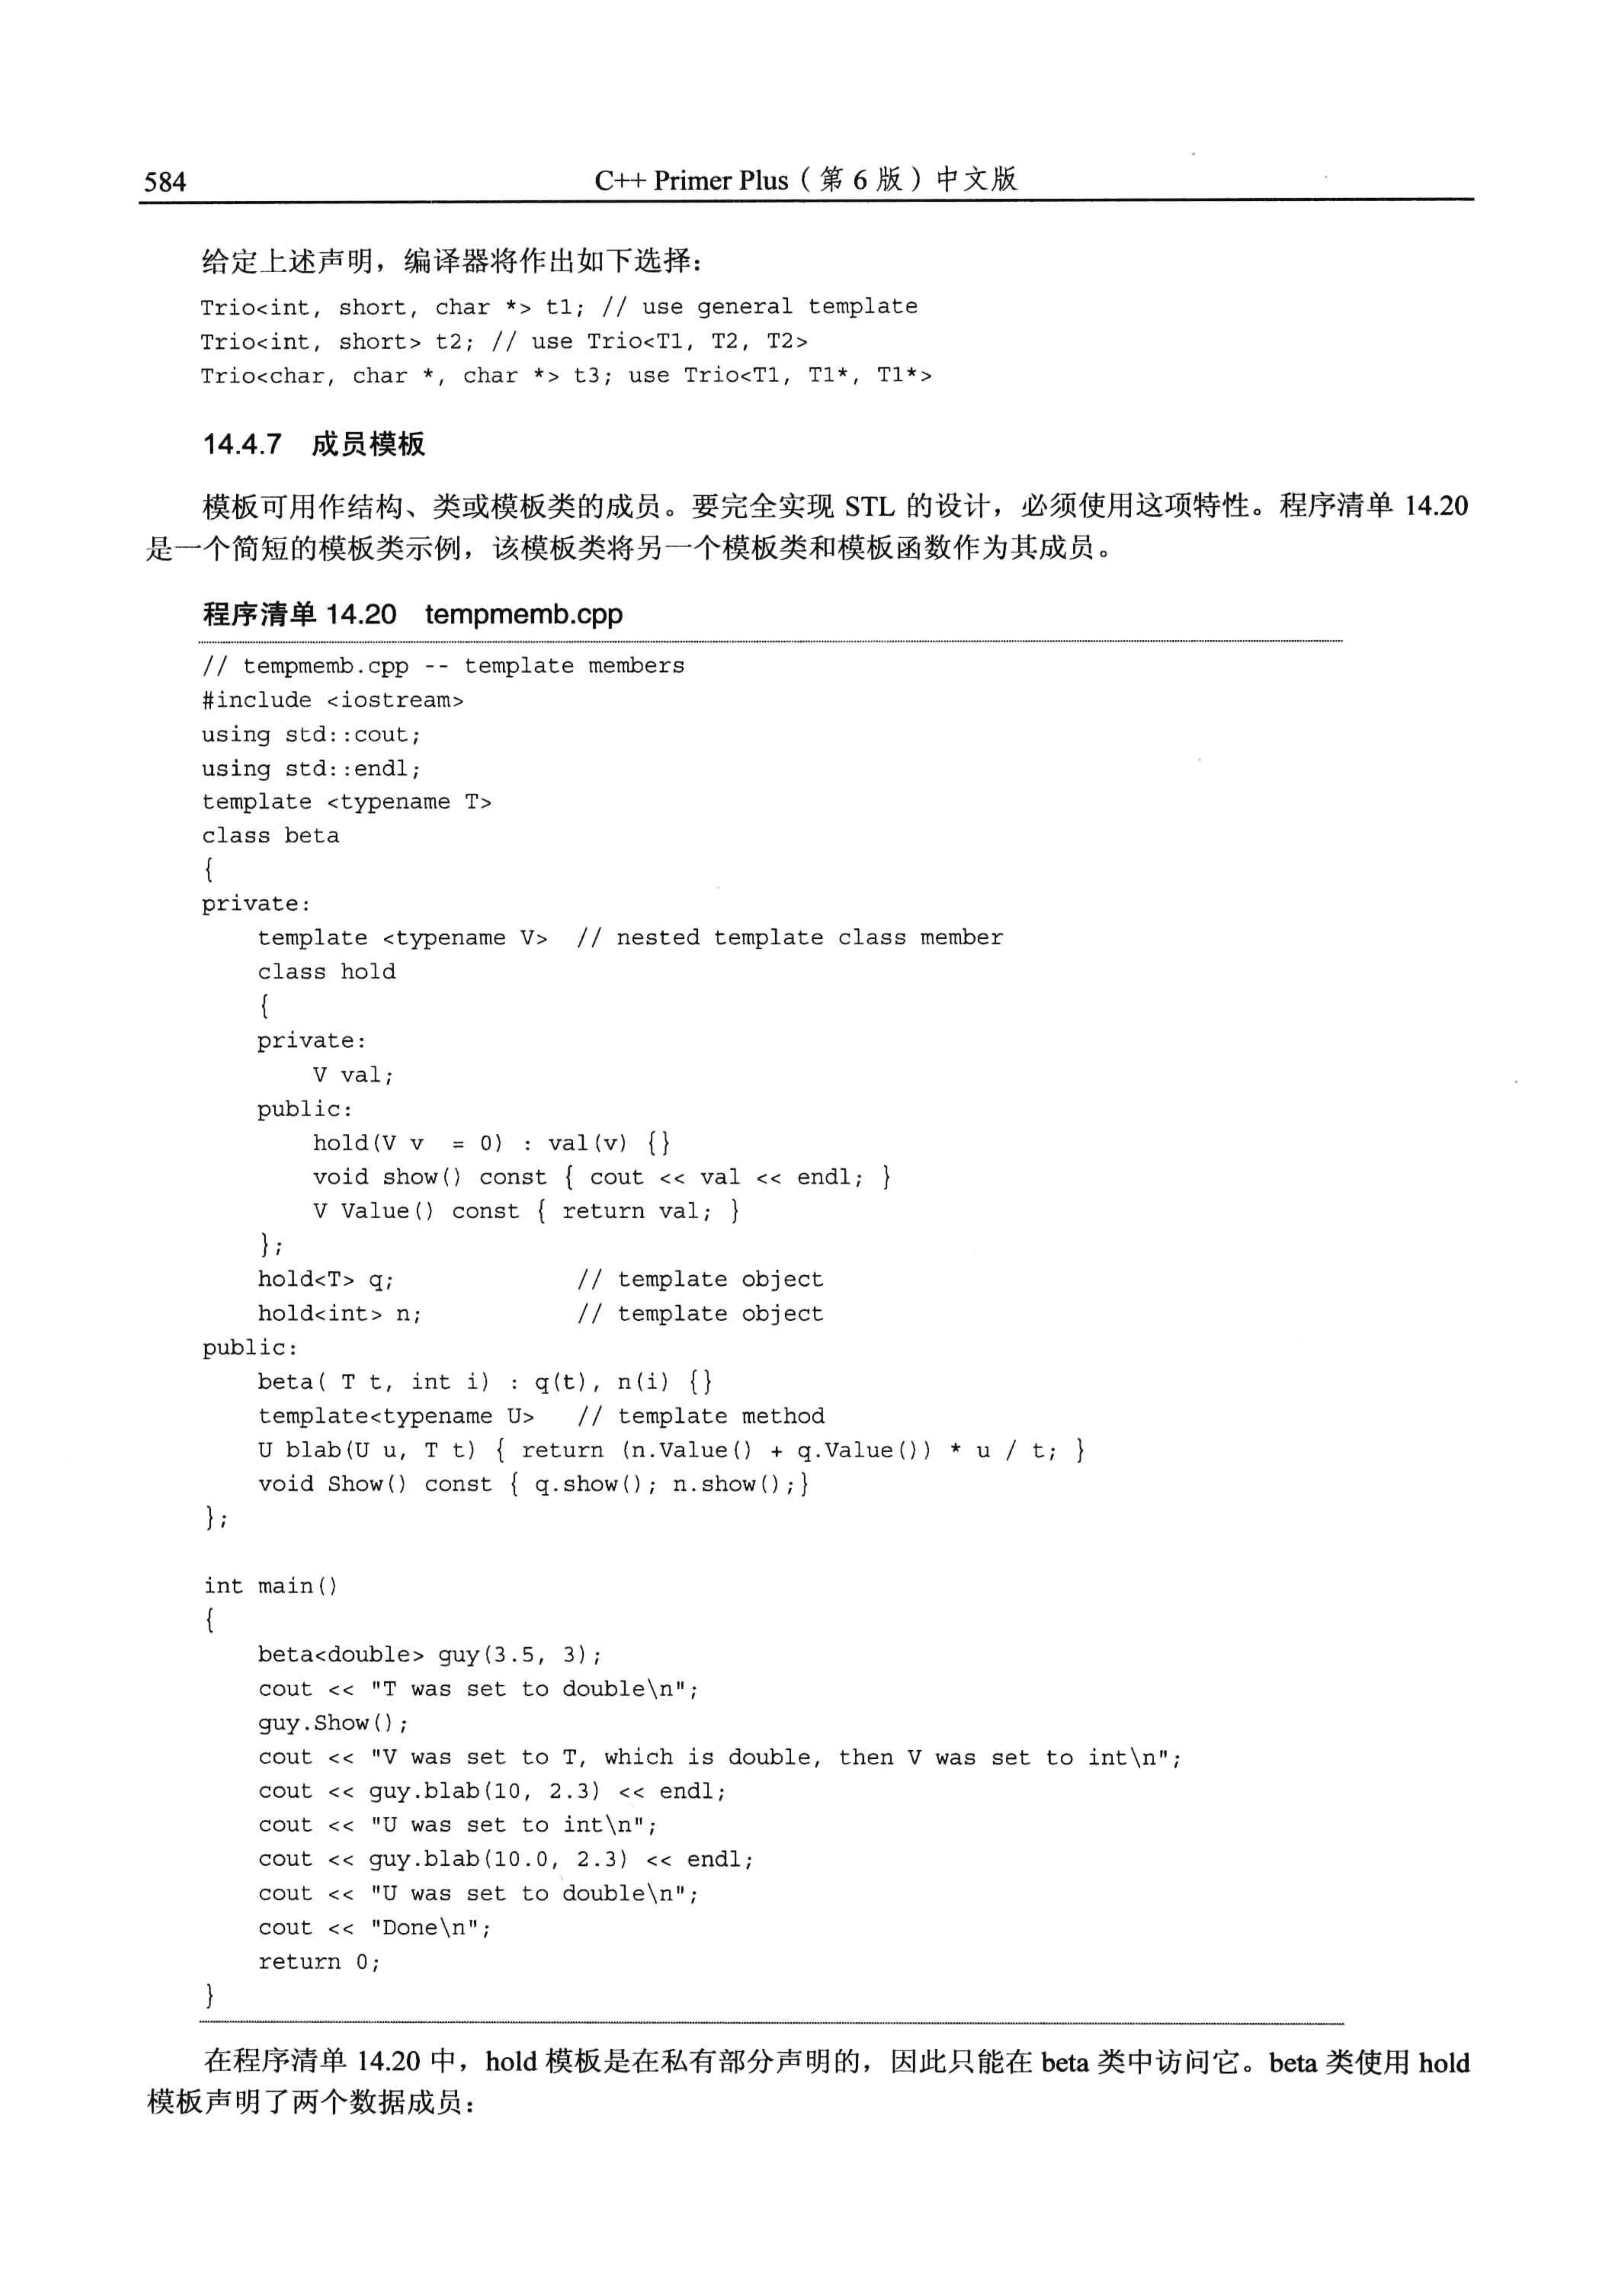 584
C++ Primer Plus（第 6 版）中文版
给定上述声明，编译器将作出如下选择：
Trio<int, short, char *> t1; // use general template
Trio<int, short> t2; // use Trio<T1, T2, T2>
Trio<char, char *, char *> t3; use Trio<T1, T1*, T1*>
14.4.7 成员模板
模板可用作结构、类或模板类的成员。要完全实现 STL 的设计，必须使用这项特性。程序清单 14.20
是一个简短的模板类示例，该模板类将另一个模板类和模板函数作为其成员。
程序清单 14.20 tempmemb.cpp
// tempmemb.cpp -- template members
#include <iostream>
using std::cout;
using std::endl;
template <typename T>
class beta
{
private:
    template <typename V>  // nested template class member
    class hold
    {
    private:
        V val;
    public:
        hold(V v  = 0) : val(v) {}
        void show() const { cout << val << endl; }
        V Value() const { return val; }
    };
    hold<T> q;             // template object
    hold<int> n;           // template object
public:
    beta( T t, int i) : q(t), n(i) {}
    template<typename U>   // template method
    U blab(U u, T t) { return (n.Value() + q.Value()) * u / t; }
    void Show() const { q.show(); n.show();}
};
int main()
{
    beta<double> guy(3.5, 3);
    cout << "T was set to double\n";
    guy.Show();
    cout << "V was set to T, which is double, then V was set to int\n";
    cout << guy.blab(10, 2.3) << endl;
    cout << "U was set to int\n";
    cout << guy.blab(10.0, 2.3) << endl;
    cout << "U was set to double\n";
    cout << "Done\n";
    return 0;
}
在程序清单 14.20 中，hold 模板是在私有部分声明的，因此只能在 beta 类中访问它。beta 类使用 hold
模板声明了两个数据成员：